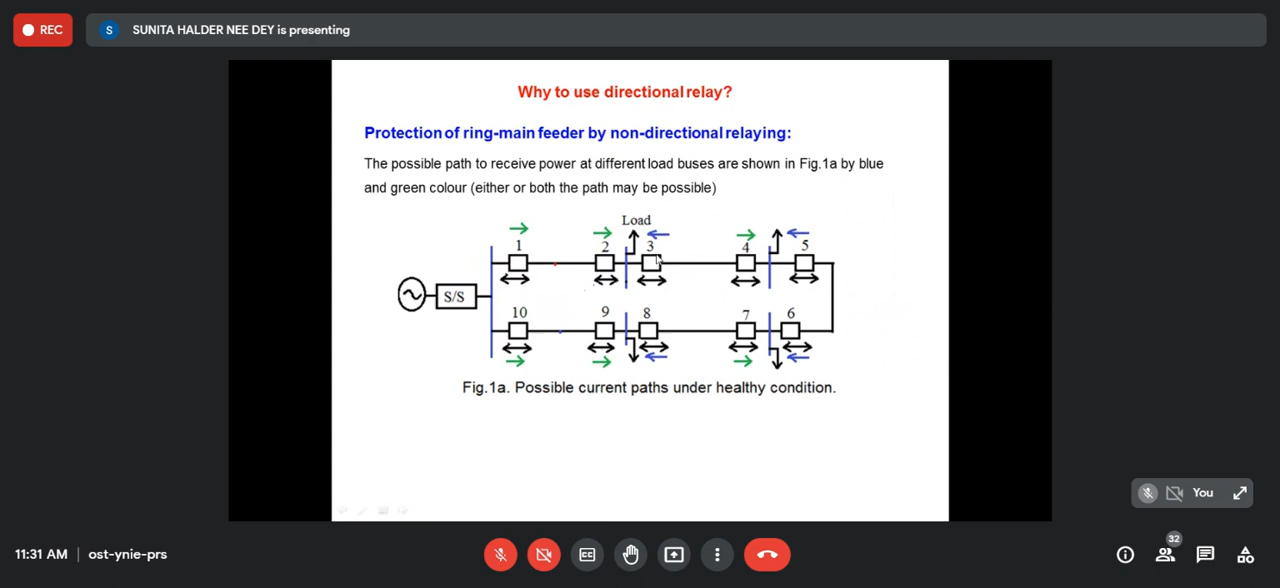 REC
S
SUNITA HALDER NEE DEY is presenting
Why to use directional relay?
Protection of ring-main feeder by non-directional relaying:
The possible path to receive power at different load buses are shown in Fig.1a by blue
and green colour (either or both the path may be possible)
Load
1 2 3 4 5
S/S
10 9 8 7 6
Fig.1a. Possible current paths under healthy condition.
You
11:31 AM | ost-ynie-prs
CC
32